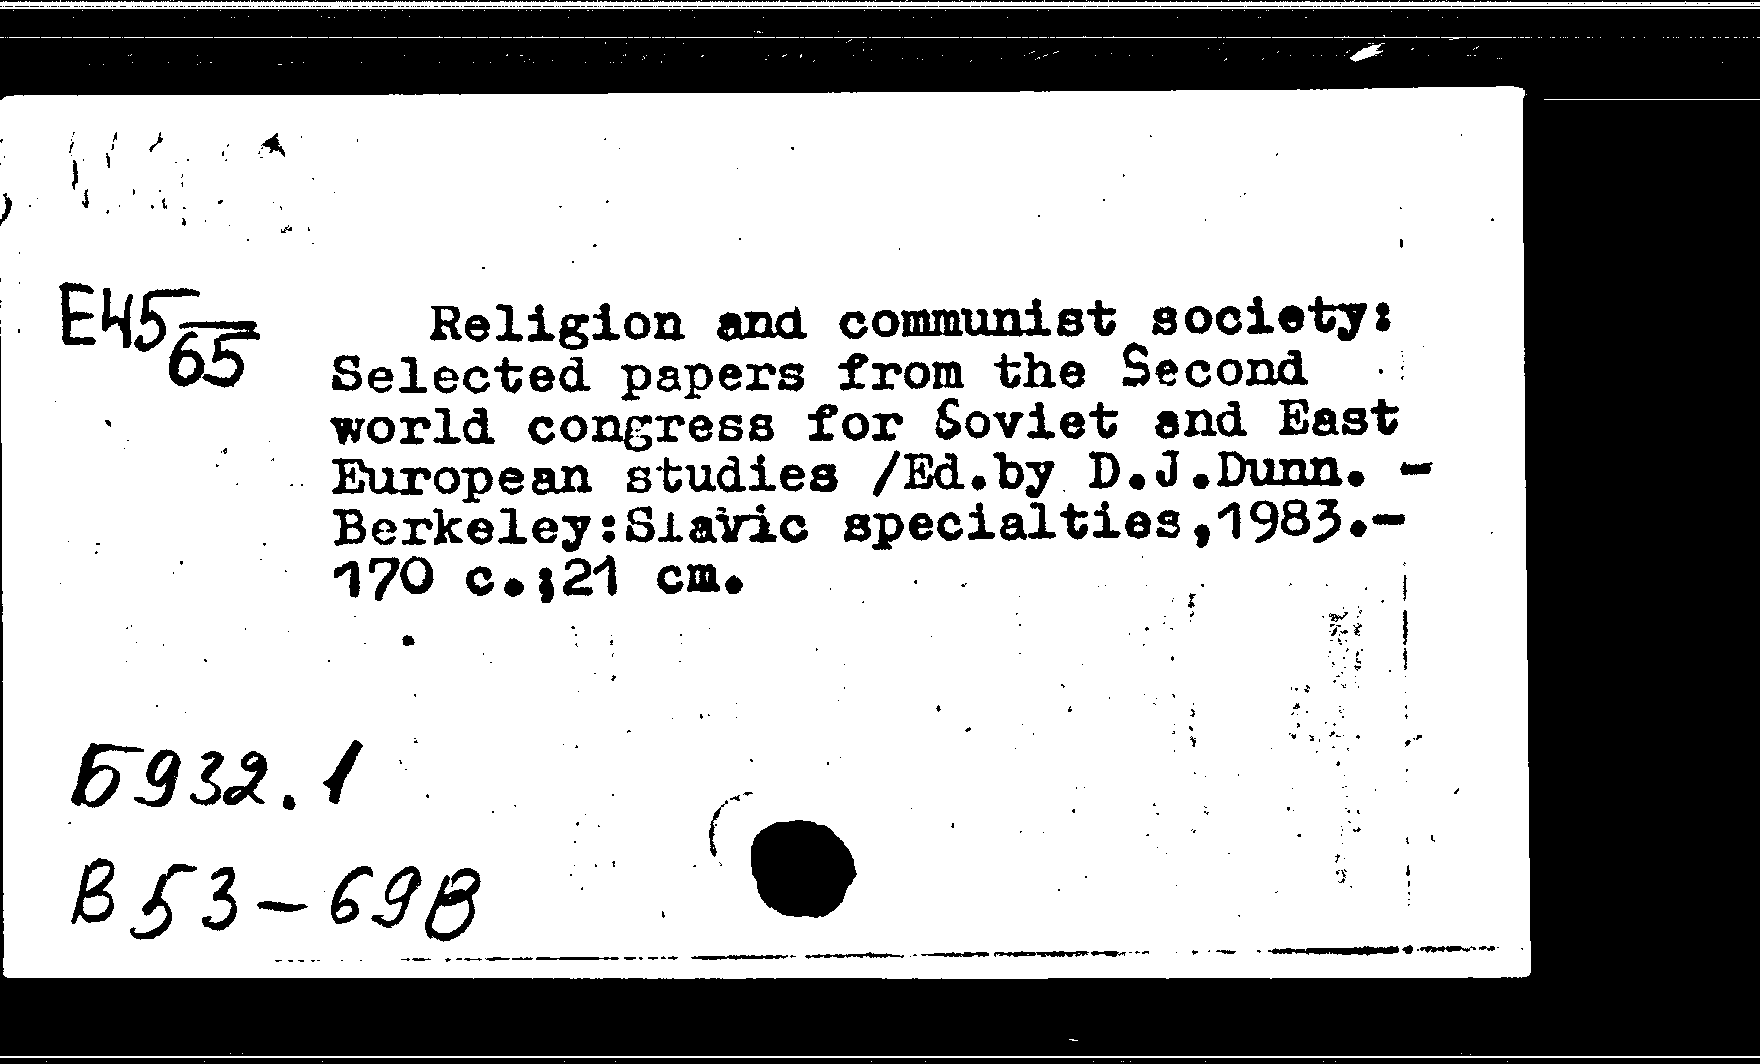 Е45
65
Religion and communist society:
Selected papers from the Second
world congress for Soviet and East
European studies /Ed.by D.J.Dunn. -
Berkeley:Slavic specialties,1983.-
170 c.;21 cm.
Б932.1
В53-69В